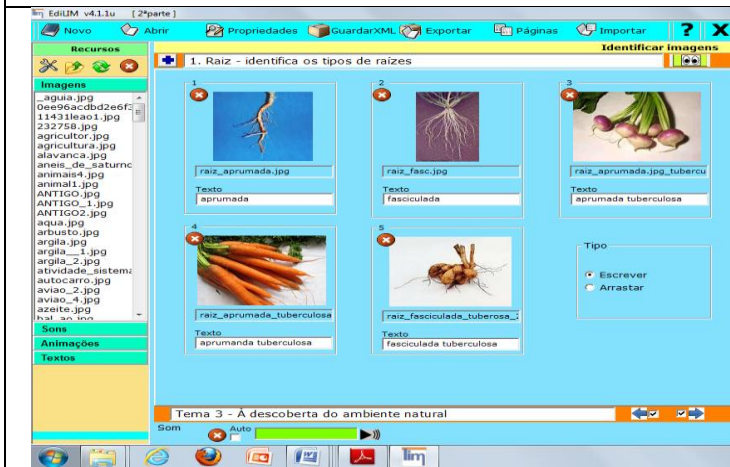 EdiLIM v4.1.1u [2ªparte]
Novo Abrir Propriedades GuardarXML Exportar Páginas Importar ? X
Recursos
Identificar imagens
1. Raiz - identifica os tipos de raízes
Imagens
_aguia.jpg
0ee96acdbd2e6f3
11431leao1.jpg
232758.jpg
agricultor.jpg
agricultura.jpg
alavanca.jpg
aneis_de_saturno
animais4.jpg
animal1.jpg
ANTIGO.jpg
ANTIGO_1.jpg
ANTIGO2.jpg
aqua.jpg
arbusto.jpg
argila.jpg
argila__1.jpg
argila_2.jpg
atividade_sistema
autocarro.jpg
aviao_2.jpg
aviao_4.jpg
azeite.jpg
Sons
Animações
Textos
1
raiz_aprumada.jpg
Texto
aprumada
2
raiz_fasc.jpg
Texto
fasciculada
3
raiz_aprumada.jpg_tubercu
Texto
aprumada tuberculosa
4
raiz_aprumada_tuberculosa
Texto
aprumanda tuberculosa
5
raiz_fasciculada_tuberosa_
Texto
fasciculada tuberculosa
Tipo
Escrever
Arrastar
Tema 3 - À descoberta do ambiente natural
Som Auto
lim